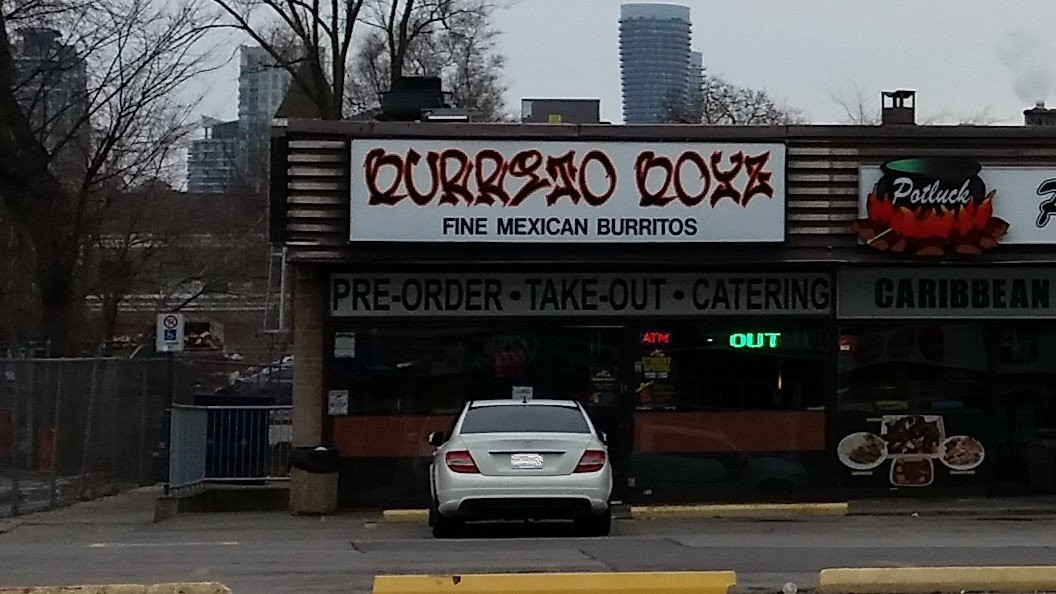 BURRITO BOYZ
FINE MEXICAN BURRITOS
PRE-ORDER • TAKE-OUT • CATERING
Potluck
CARIBBEAN
ATM
- OUT
P